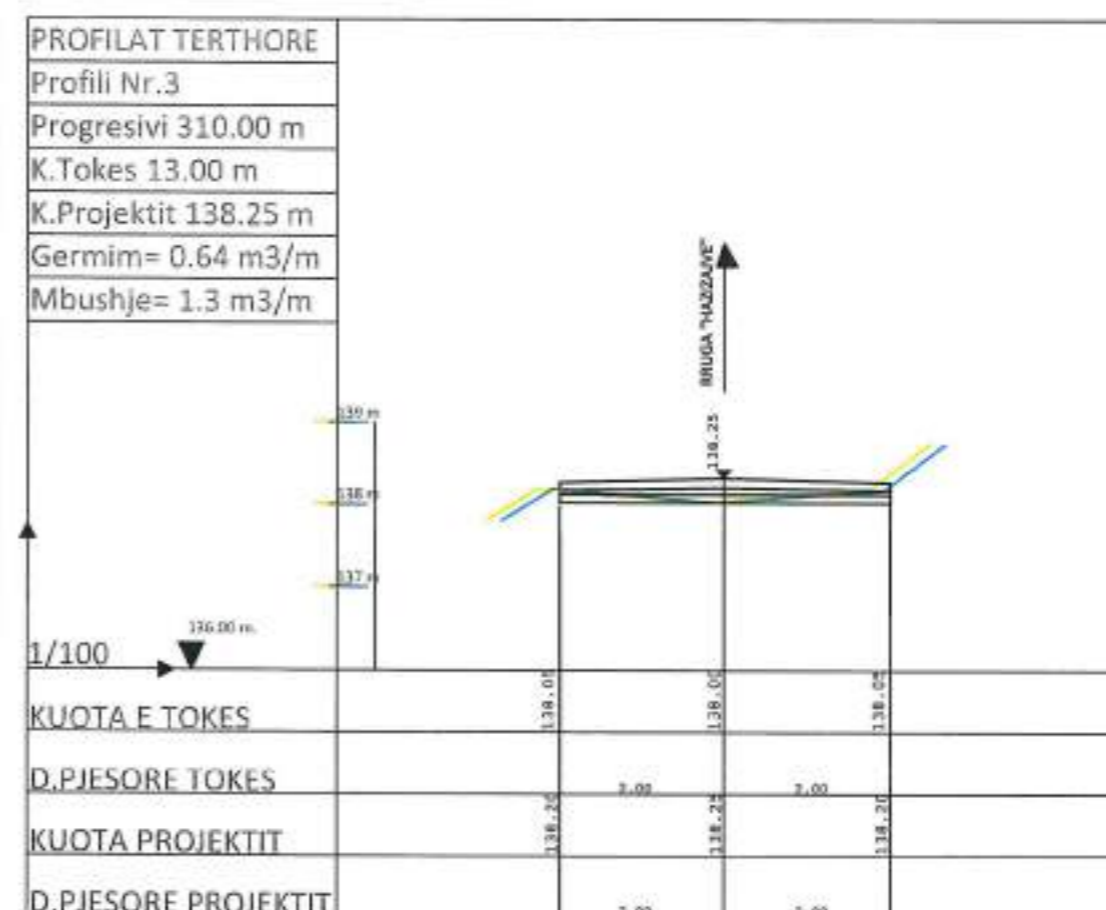 PROFILAT TERTHORE
Profili Nr.3
Progresivi 310.00 m
K.Tokes 13.00 m
K.Projektit 138.25 m
Germim= 0.64 m3/m
Mbushje= 1.3 m3/m
RRUGA "HAZIZAJVE"
139 m
138.25
138 m
137 m
136.00 m.
1/100
KUOTA E TOKES 138.05 138.00 138.05
D.PJESORE TOKES 2.00 2.00
KUOTA PROJEKTIT 138.20 138.25 138.20
D.PJESORE PROJEKTIT